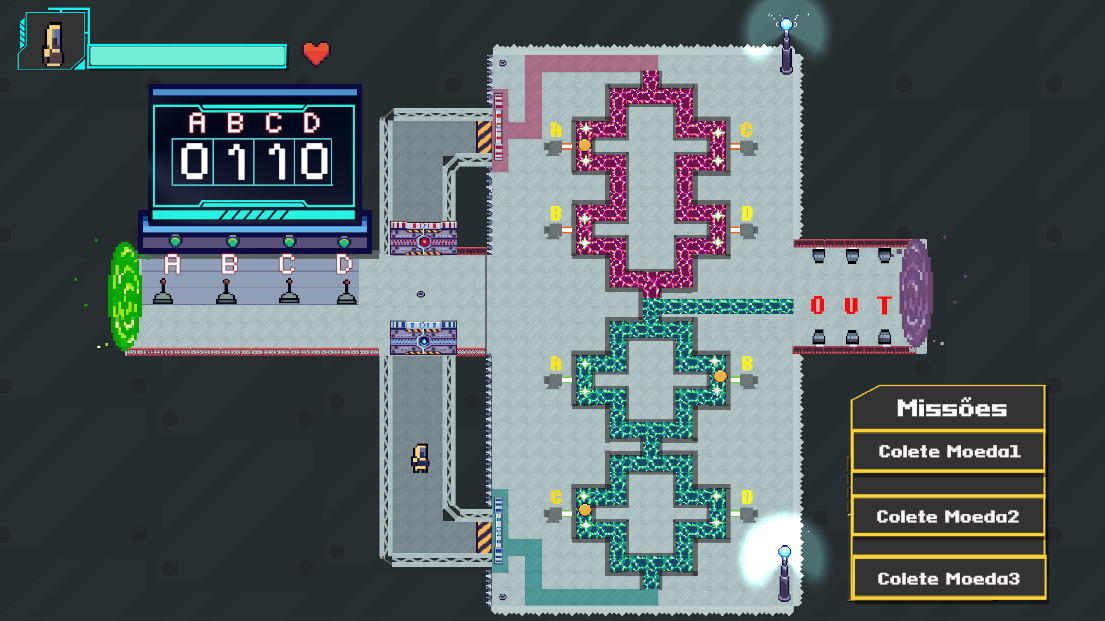 A B C D
0 1 1 0
A B C D
A C
B D
O U T
A B
C D
Missões
Colete Moeda1
Colete Moeda2
Colete Moeda3